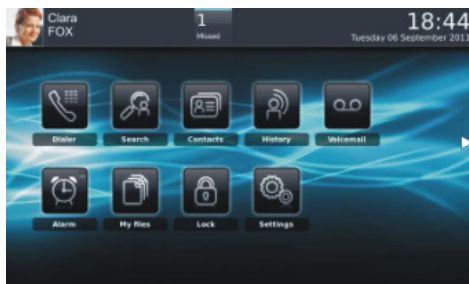 Clara
FOX
1
Missed
18:44
Tuesday 06 September 2011
Dialer
Search
Contacts
History
Voicemail
Alarm
My files
Lock
Settings